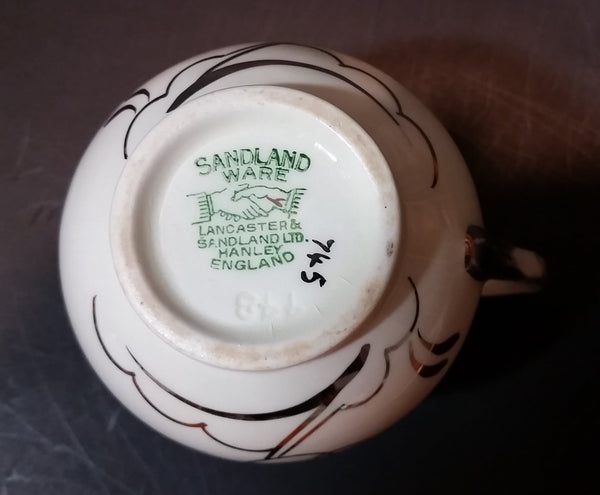 SANDLAND
WARE
LANCASTER &
SANDLAND LTD.
HANLEY
ENGLAND
745